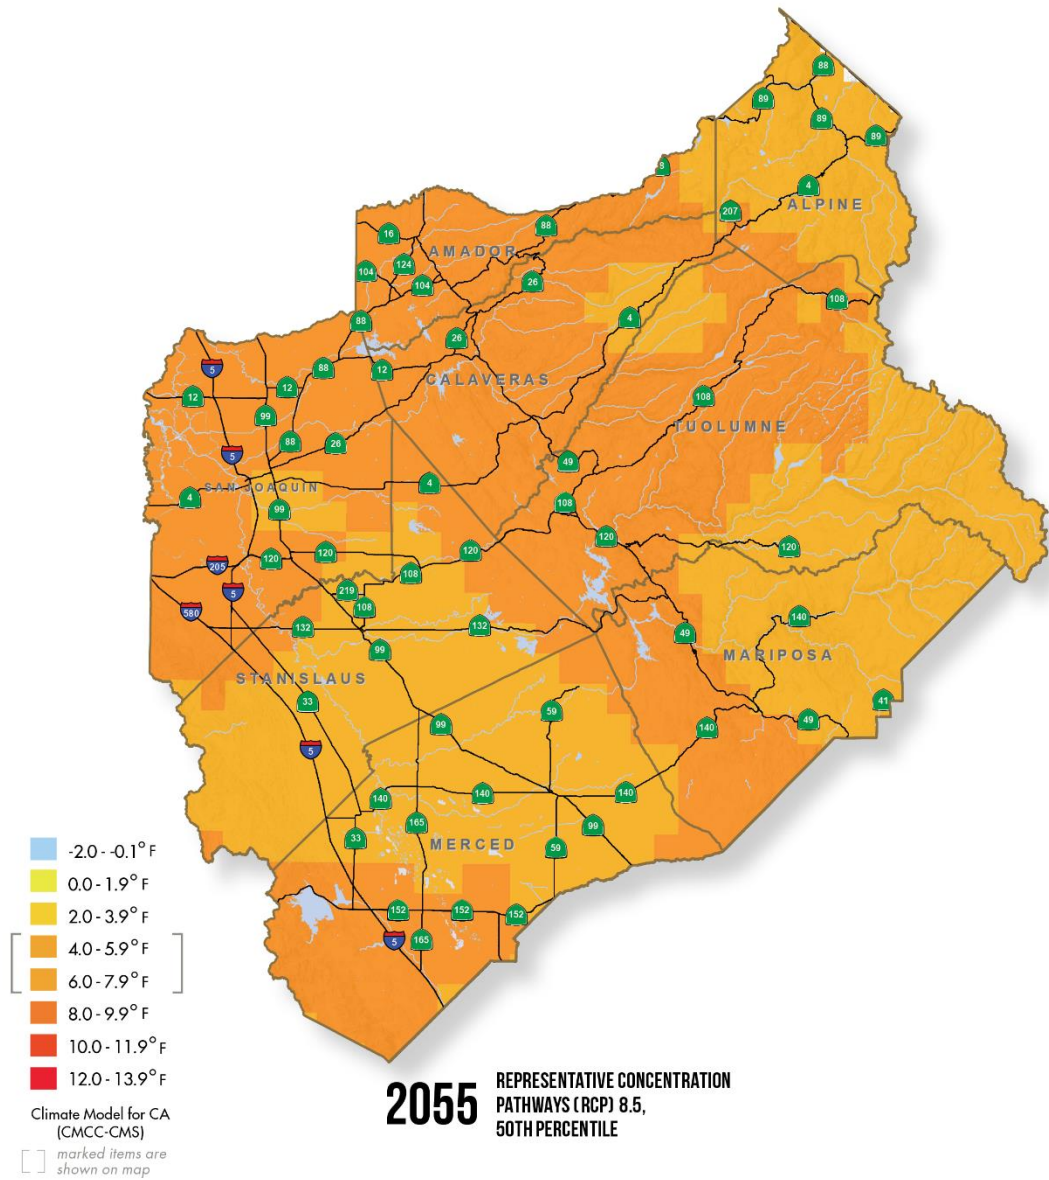 88
89
89
89
4
ALPINE
207
8
88
16
AMADOR
124
104
104
26
108
88
4
26
5
88
12
CALAVERAS
12
12
108
99
TUOLUMNE
88
26
5
49
SAN JOAQUIN
4
4
108
99
120
120
120
120
120
205
108
5
219
108
580
140
132
132
49
99
MARIPOSA
STANISLAUS
33
59
41
99
49
140
5
140
140
140
165
99
33
MERCED
59
152
152
152
5
165
-2.0 - -0.1° F
0.0 - 1.9° F
2.0 - 3.9° F
4.0 - 5.9° F
6.0 - 7.9° F
8.0 - 9.9° F
10.0 - 11.9° F
12.0 - 13.9° F
Climate Model for CA
(CMCC-CMS)
[ ] marked items are
shown on map
2055
REPRESENTATIVE CONCENTRATION
PATHWAYS (RCP) 8.5,
50TH PERCENTILE